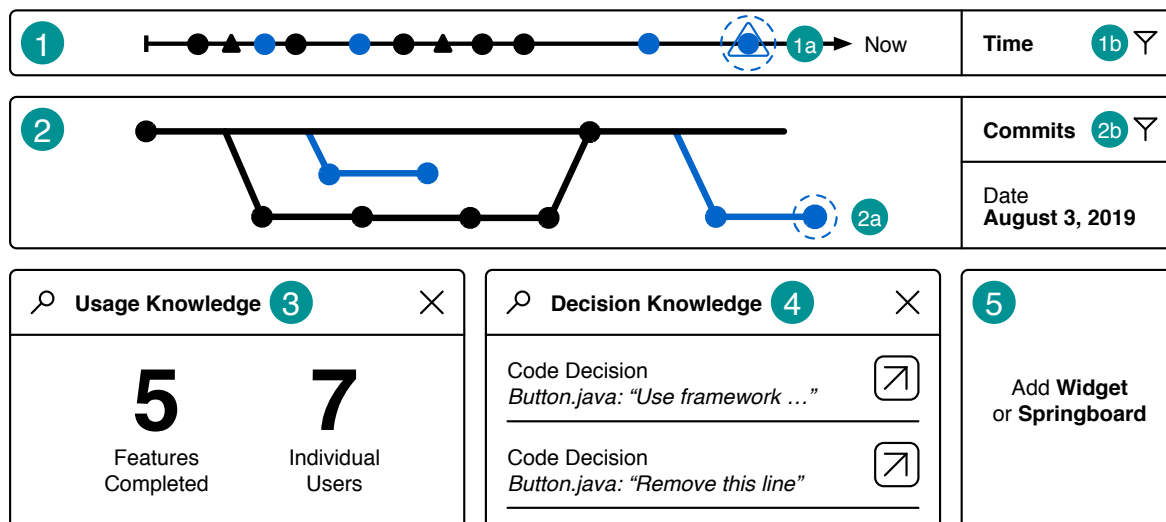 1
1a
Now
Time
1b
2
2a
Commits
2b
Date
August 3, 2019
Usage Knowledge
3
5
7
Features
Completed
Individual
Users
Decision Knowledge
4
Code Decision
Button.java: “Use framework …”
Code Decision
Button.java: “Remove this line”
5
Add Widget
or Springboard